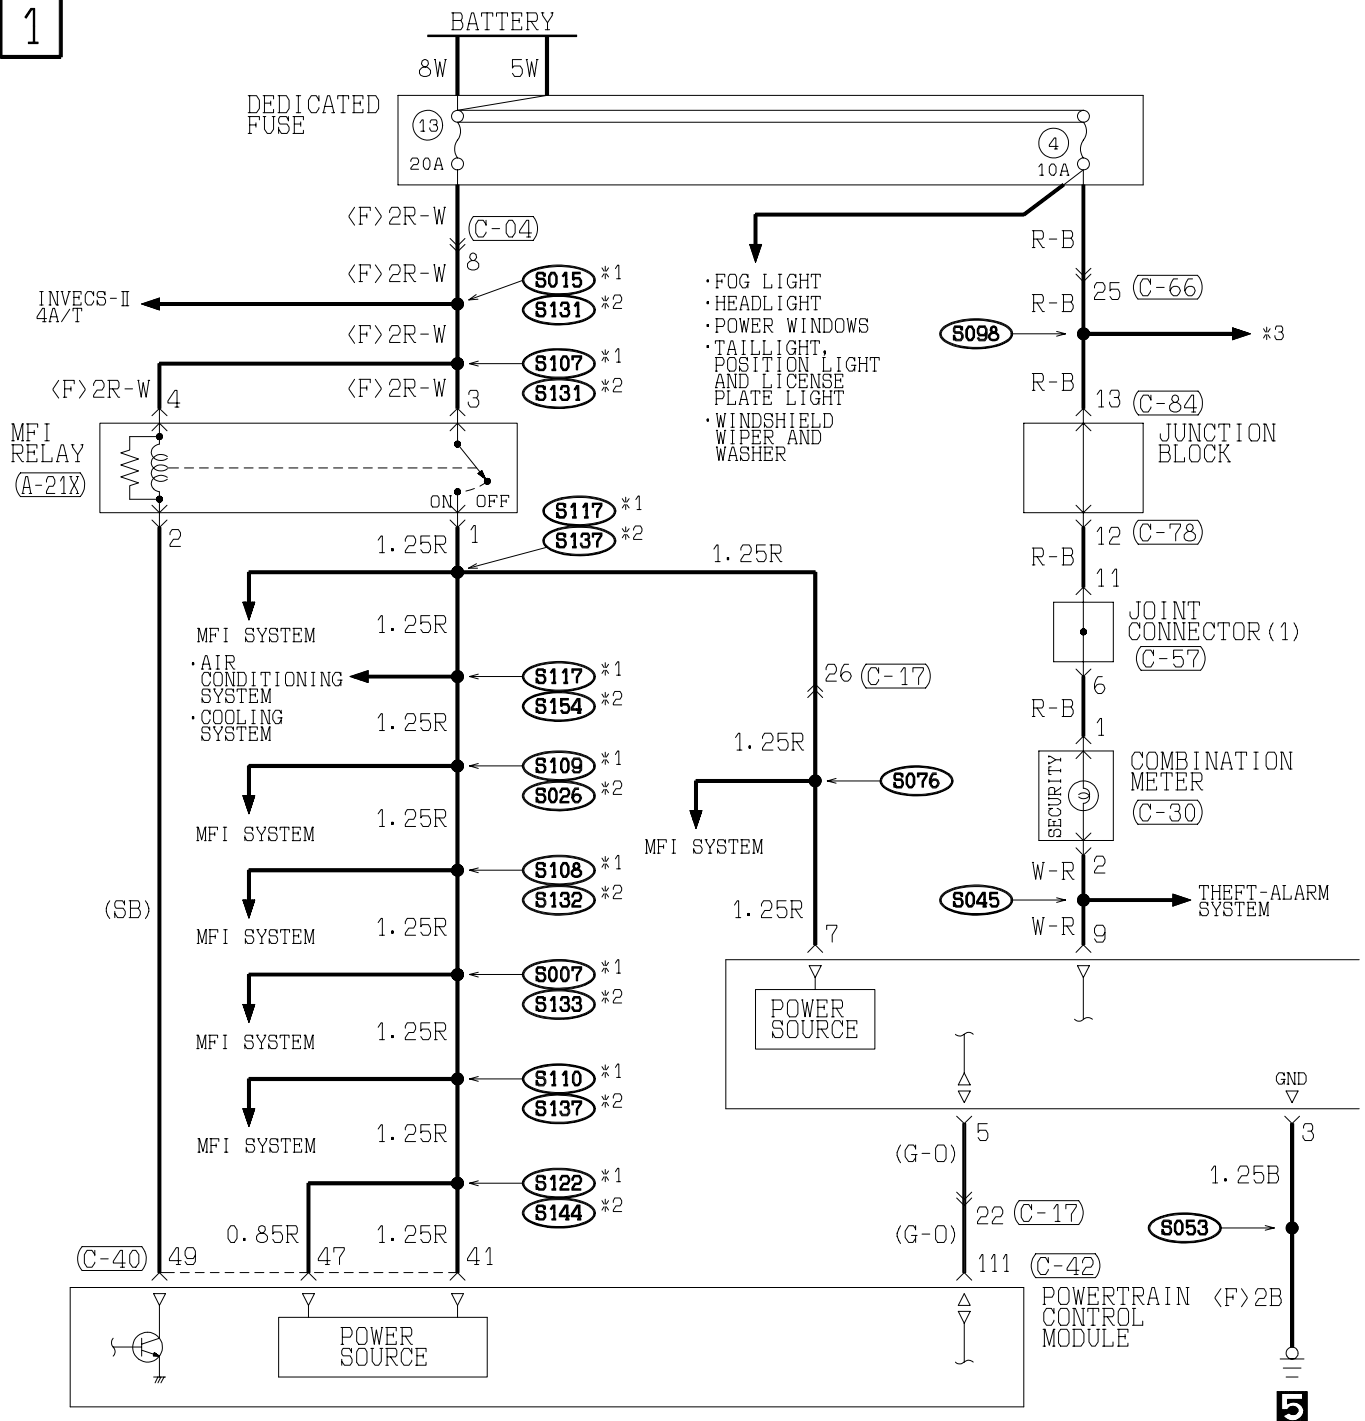 1
BATTERY
8W
5W
DEDICATED
FUSE
13
20A
4
10A
<F>2R-W
(C-04)
8
<F>2R-W
S015 *1
S131 *2
INVECS-II
4A/T
<F>2R-W
S107 *1
S131 *2
<F>2R-W
4
<F>2R-W
3
·FOG LIGHT
·HEADLIGHT
·POWER WINDOWS
·TAILLIGHT,
POSITION LIGHT
AND LICENSE
PLATE LIGHT
·WINDSHIELD
WIPER AND
WASHER
R-B
25 (C-66)
R-B
S098
*3
R-B
13 (C-84)
JUNCTION
BLOCK
12 (C-78)
R-B
11
JOINT
CONNECTOR(1)
(C-57)
6
R-B
1
SECURITY
COMBINATION
METER
(C-30)
2
W-R
S045
THEFT-ALARM
SYSTEM
W-R
9
MFI
RELAY
(A-21X)
ON OFF
2
1
1.25R
S117 *1
S137 *2
1.25R
MFI SYSTEM
1.25R
·AIR
CONDITIONING
SYSTEM
·COOLING
SYSTEM
S117 *1
S154 *2
1.25R
S109 *1
S026 *2
MFI SYSTEM
1.25R
26 (C-17)
1.25R
S076
MFI SYSTEM
1.25R
7
S108 *1
S132 *2
(SB)
MFI SYSTEM
1.25R
S007 *1
S133 *2
MFI SYSTEM
1.25R
S110 *1
S137 *2
MFI SYSTEM
1.25R
S122 *1
S144 *2
0.85R
1.25R
(C-40)
49
47
41
POWER
SOURCE
POWER
SOURCE
GND
5
(G-O)
22 (C-17)
(G-O)
111 (C-42)
POWERTRAIN
CONTROL
MODULE
3
1.25B
S053
<F>2B
5